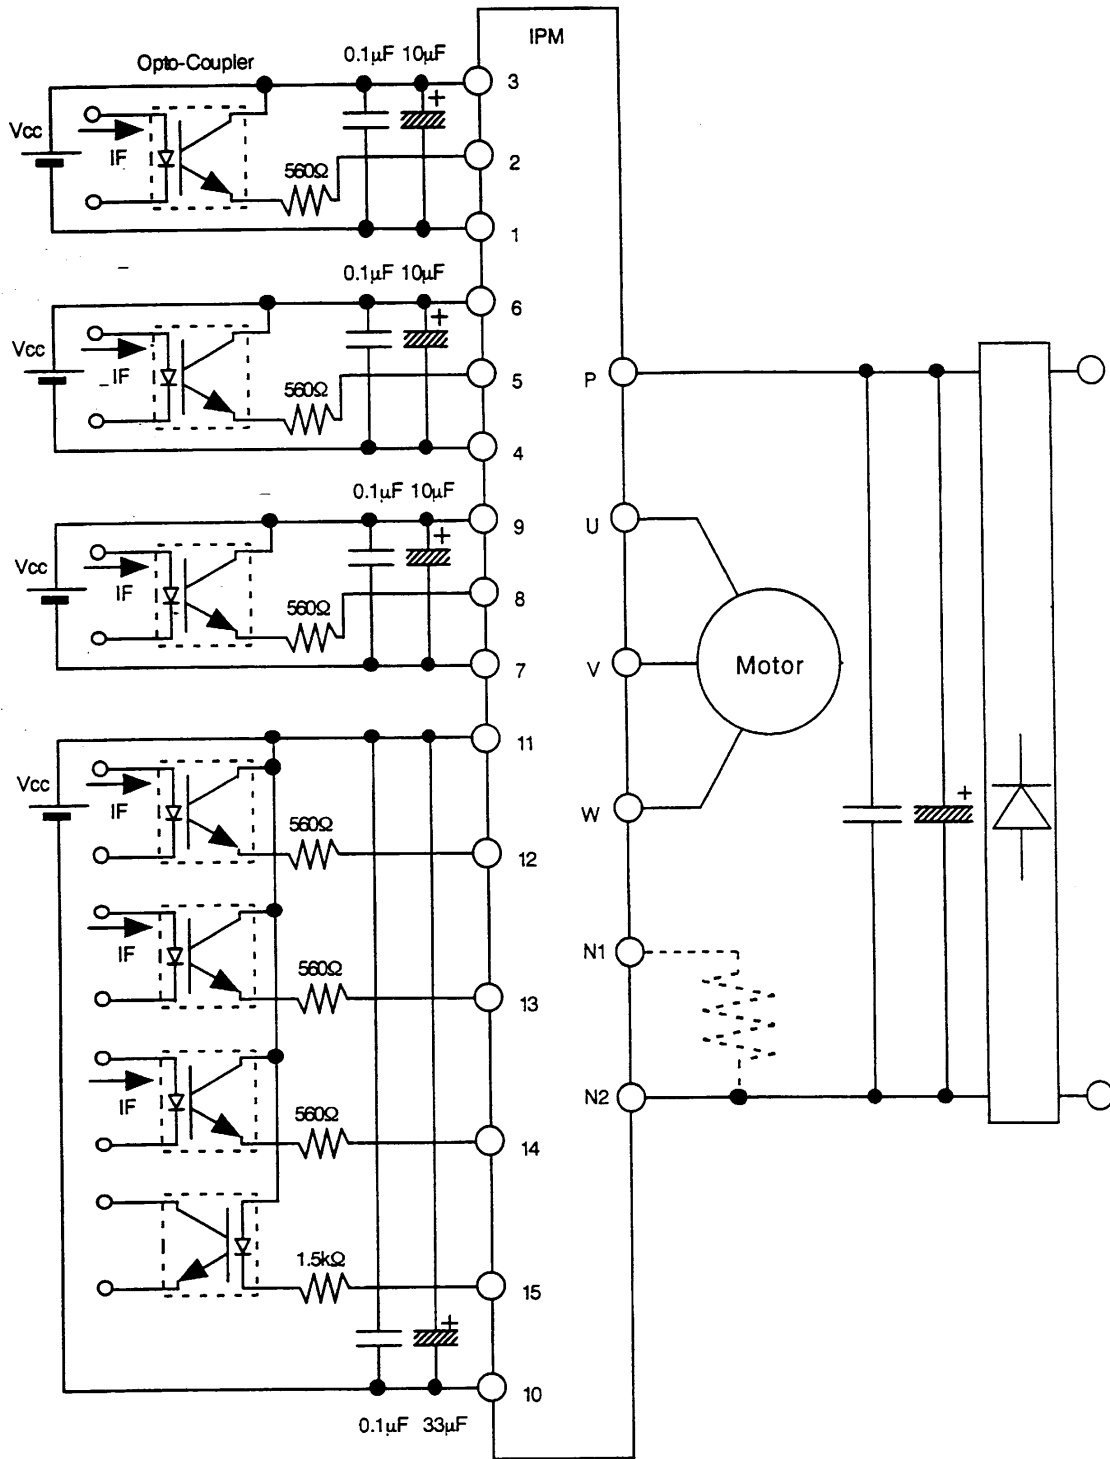 IPM
Opto-Coupler
0.1µF 10µF
+
3
Vcc
IF
560Ω
2
1
0.1µF 10µF
+
6
Vcc
IF
560Ω
5
4
P
0.1µF 10µF
+
9
U
Vcc
IF
560Ω
8
7
V
Motor
11
Vcc
IF
560Ω
12
W
+
IF
560Ω
13
N1
IF
560Ω
14
N2
1.5kΩ
15
+
10
0.1µF 33µF